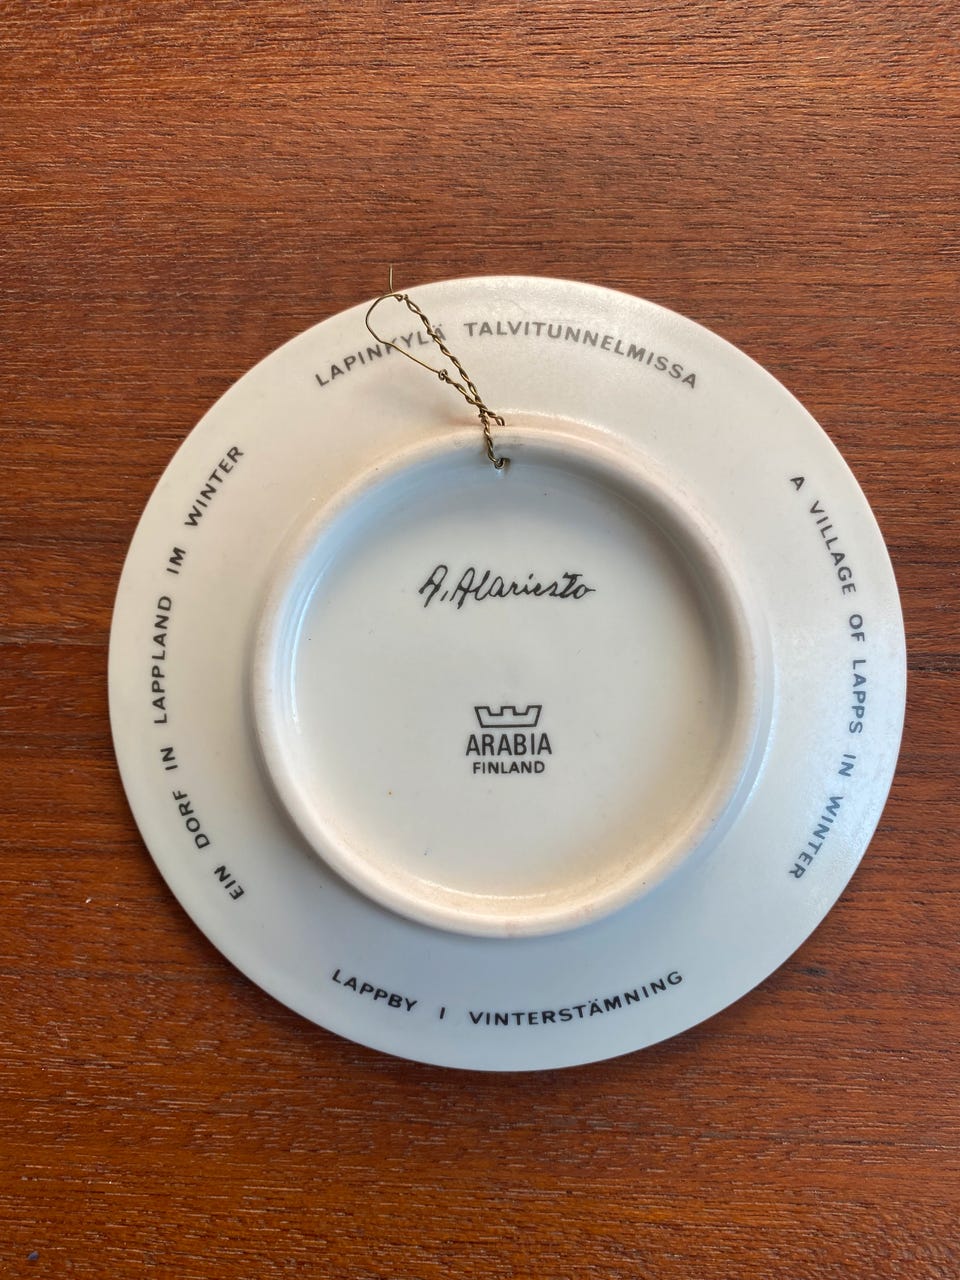 LAPINKYLÄ TALVITUNNELMISSA
A VILLAGE OF LAPPS IN WINTER
LAPPBY I VINTERSTÄMNING
EIN DORF IN LAPPLAND IM WINTER
A. Alariesto
ARABIA
FINLAND